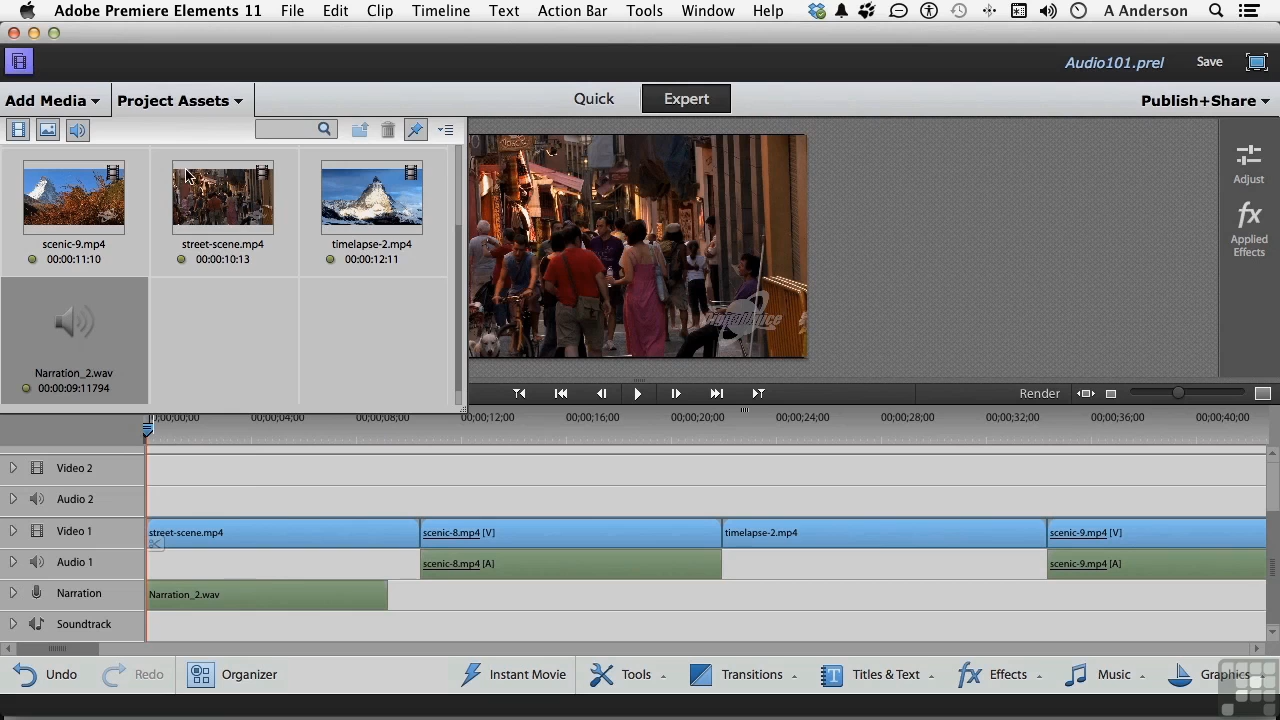 Adobe Premiere Elements 11 File Edit Clip Timeline Text Action Bar Tools Window Help A Anderson
Audio101.prel Save
Add Media Project Assets Quick Expert Publish+Share
scenic-9.mp4 street-scene.mp4 timelapse-2.mp4
00:00:11:10 00:00:10:13 00:00:12:11
Adjust
fx
Applied
Effects
Narration_2.wav
00:00:09:11794
Render
00;00;04;00 00;00;08;00 00;00;12;00 00;00;16;00 00;00;20;00 00;00;24;00 00;00;28;00 00;00;32;00 00;00;36;00 00;00;40;00
Video 2
Audio 2
Video 1 street-scene.mp4 scenic-8.mp4 [V] timelapse-2.mp4 scenic-9.mp4 [V]
Audio 1 scenic-8.mp4 [A] scenic-9.mp4 [A]
Narration Narration_2.wav
Soundtrack
Undo Redo Organizer Instant Movie Tools Transitions T Titles & Text fx Effects Music Graphics